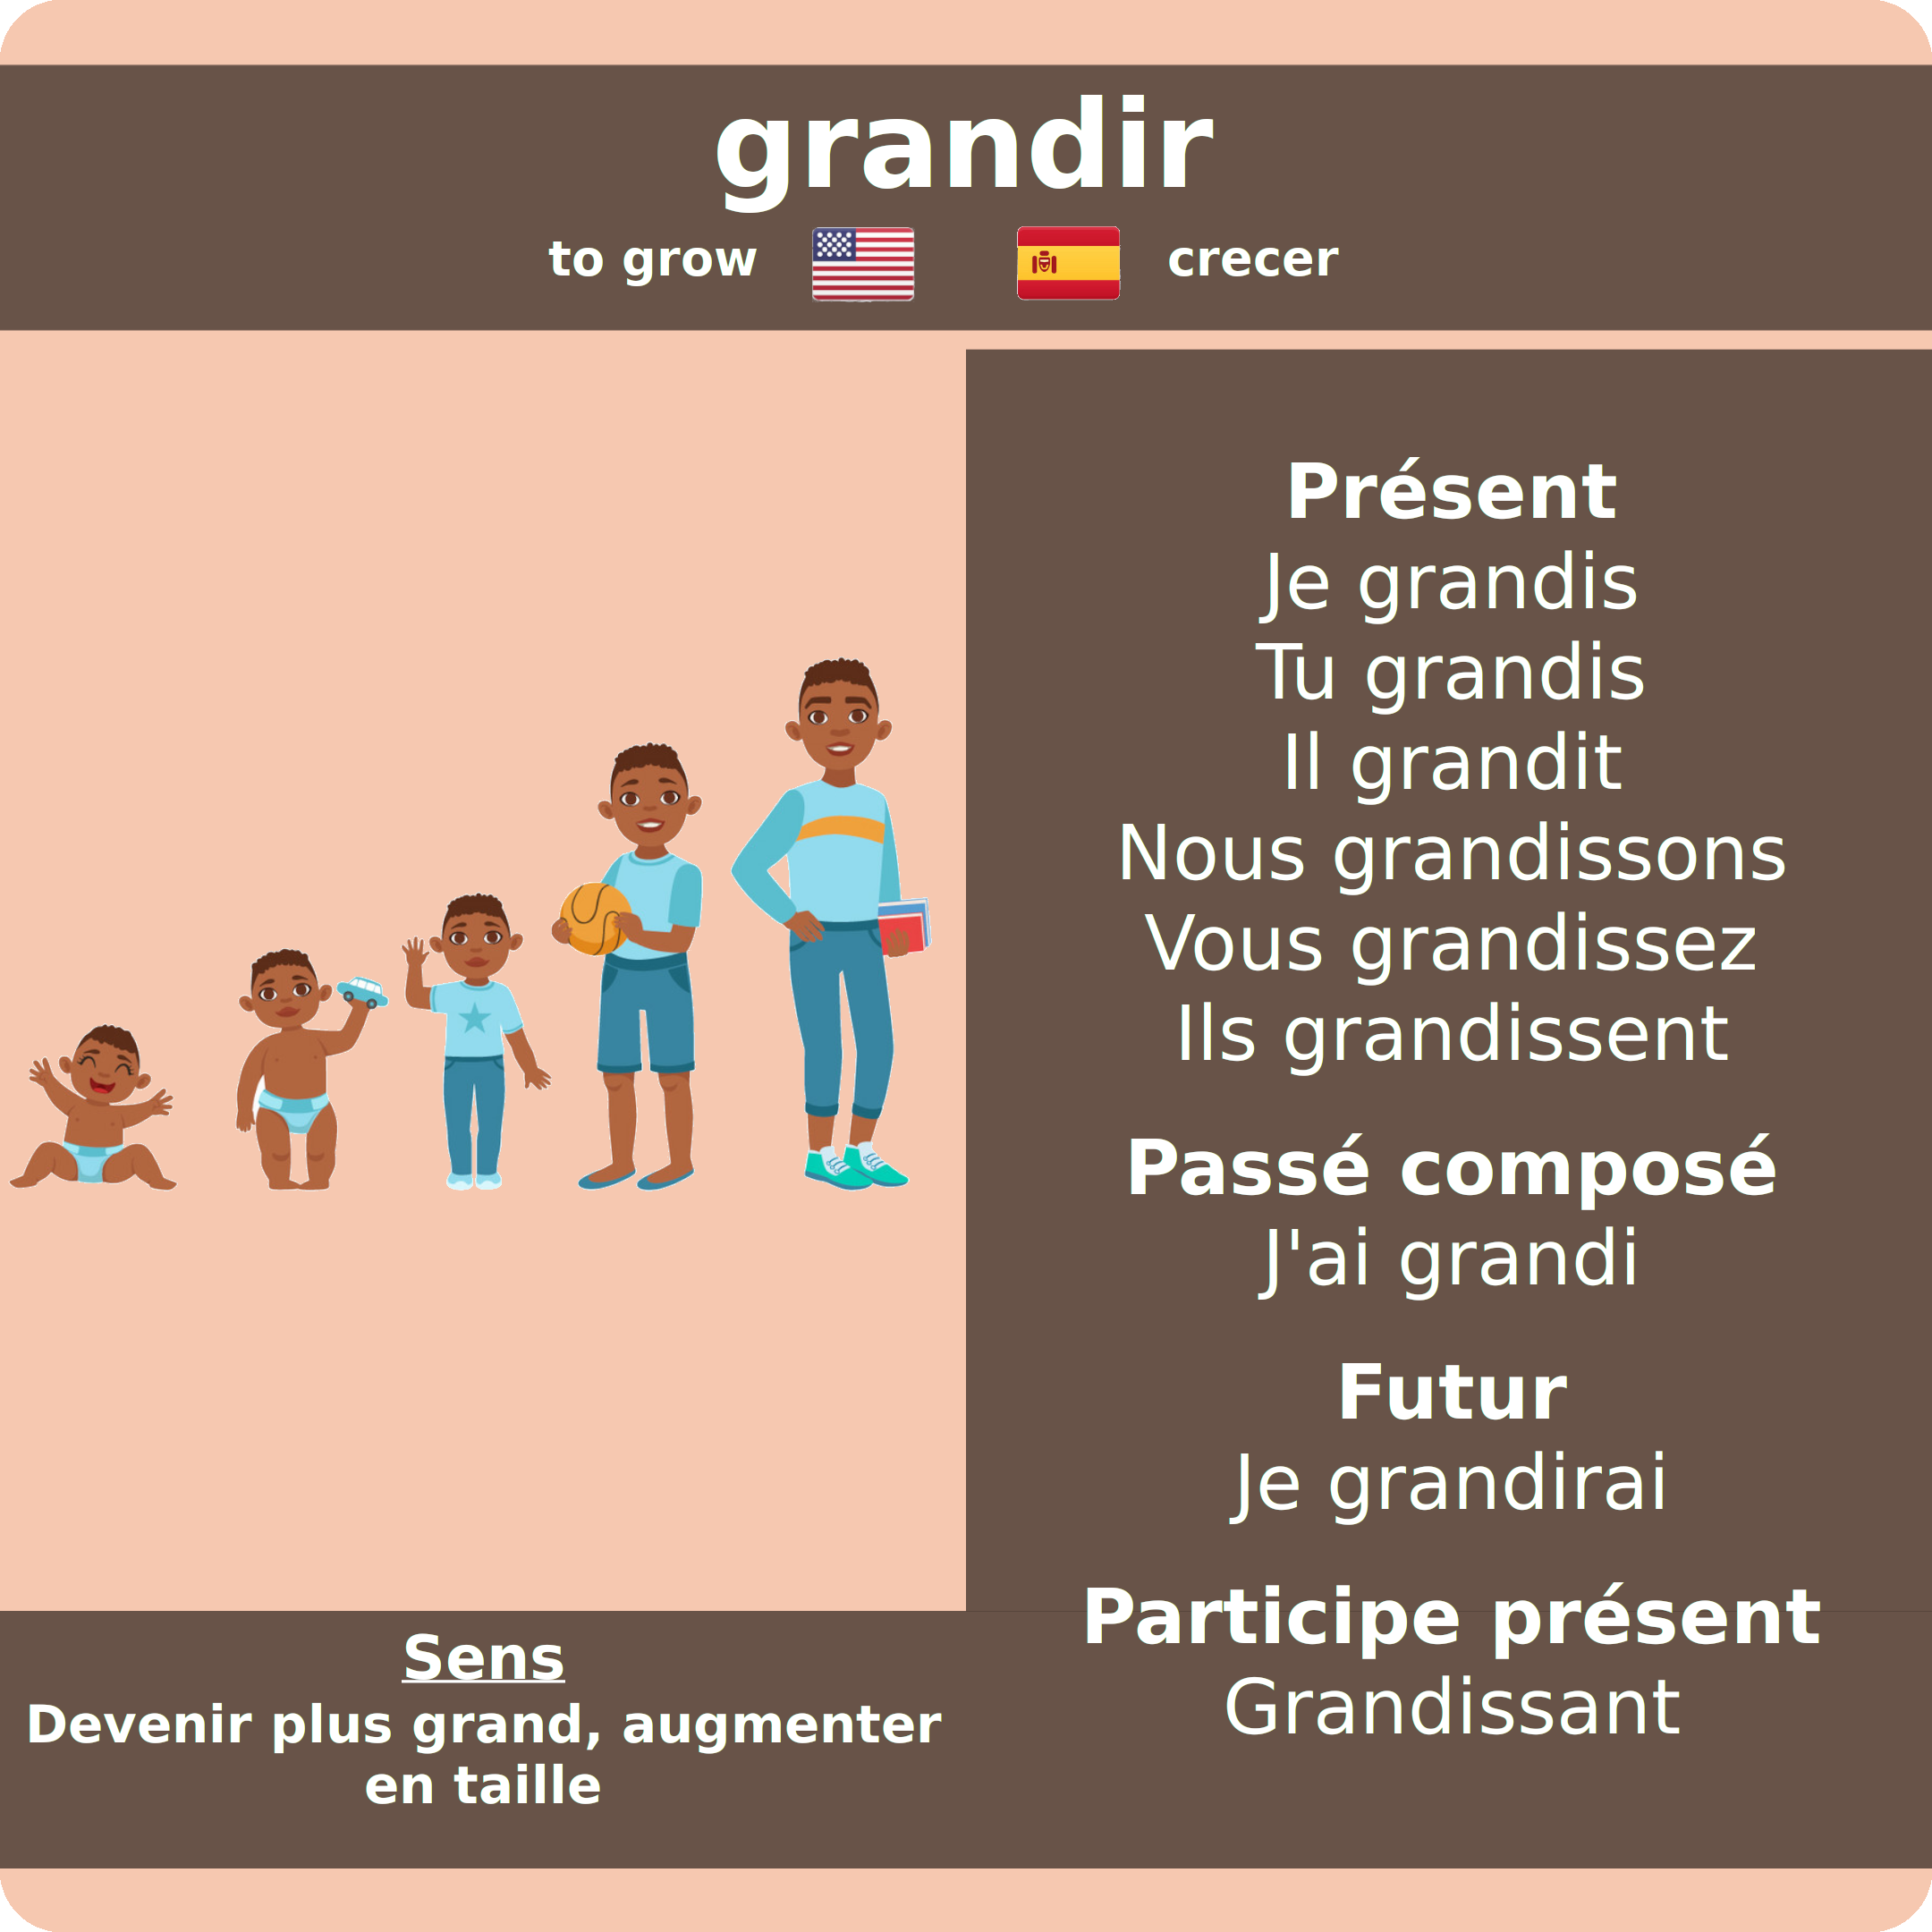 grandir
to grow crecer
Présent
Je grandis
Tu grandis
Il grandit
Nous grandissons
Vous grandissez
Ils grandissent
Passé composé
J'ai grandi
Futur
Je grandirai
Participe présent
Grandissant
Sens
Devenir plus grand, augmenter
en taille